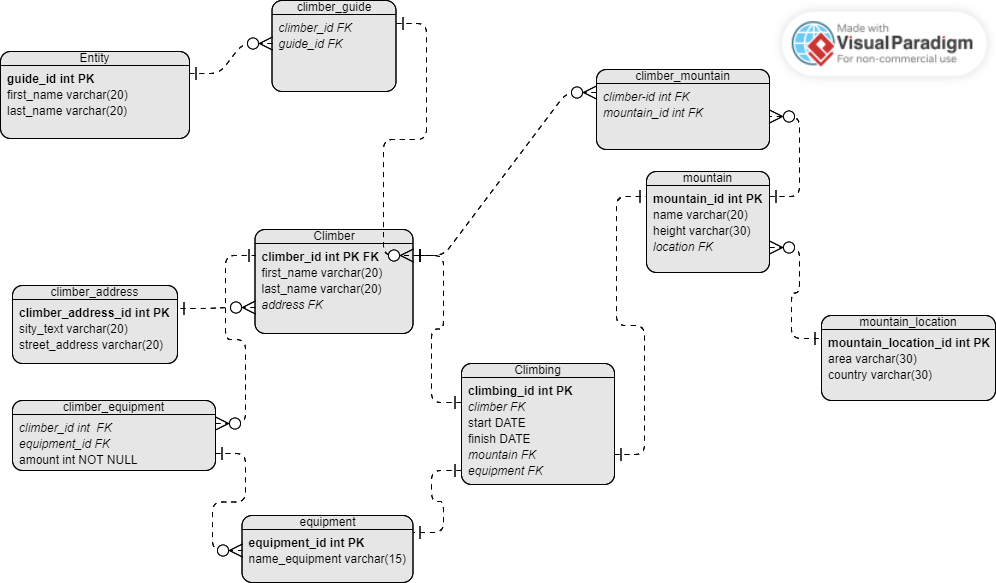 climber_guide
climber_id FK
guide_id FK
Made with
Visual Paradigm
For non-commercial use
Entity
guide_id int PK
first_name varchar(20)
last_name varchar(20)
climber_mountain
climber-id int FK
mountain_id int FK
mountain
mountain_id int PK
name varchar(20)
height varchar(30)
location FK
Climber
climber_id int PK FK
first_name varchar(20)
last_name varchar(20)
address FK
climber_address
climber_address_id int PK
sity_text varchar(20)
street_address varchar(20)
mountain_location
mountain_location_id int PK
area varchar(30)
country varchar(30)
Climbing
climbing_id int PK
climber FK
start DATE
finish DATE
mountain FK
equipment FK
climber_equipment
climber_id int  FK
equipment_id FK
amount int NOT NULL
equipment
equipment_id int PK
name_equipment varchar(15)